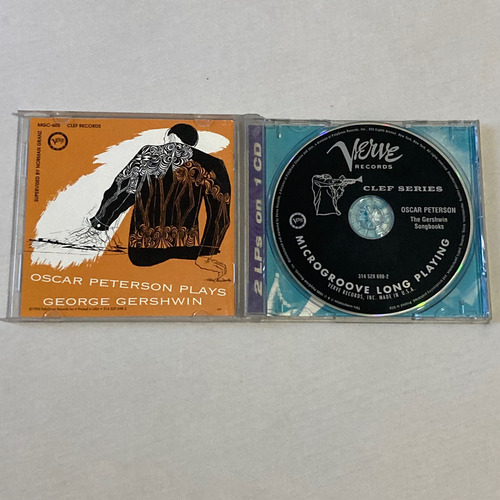 MGC-605 CLEF RECORDS
Verve
SUPERVISED BY NORMAN GRANZ
OSCAR PETERSON PLAYS
GEORGE GERSHWIN
2 LPs on 1 CD
Verve
RECORDS
CLEF SERIES
OSCAR PETERSON
The Gershwin
Songbooks
Verve
314 529 698-2
MICROGROOVE LONG PLAYING
VERVE RECORDS, INC. MADE IN U.S.A.